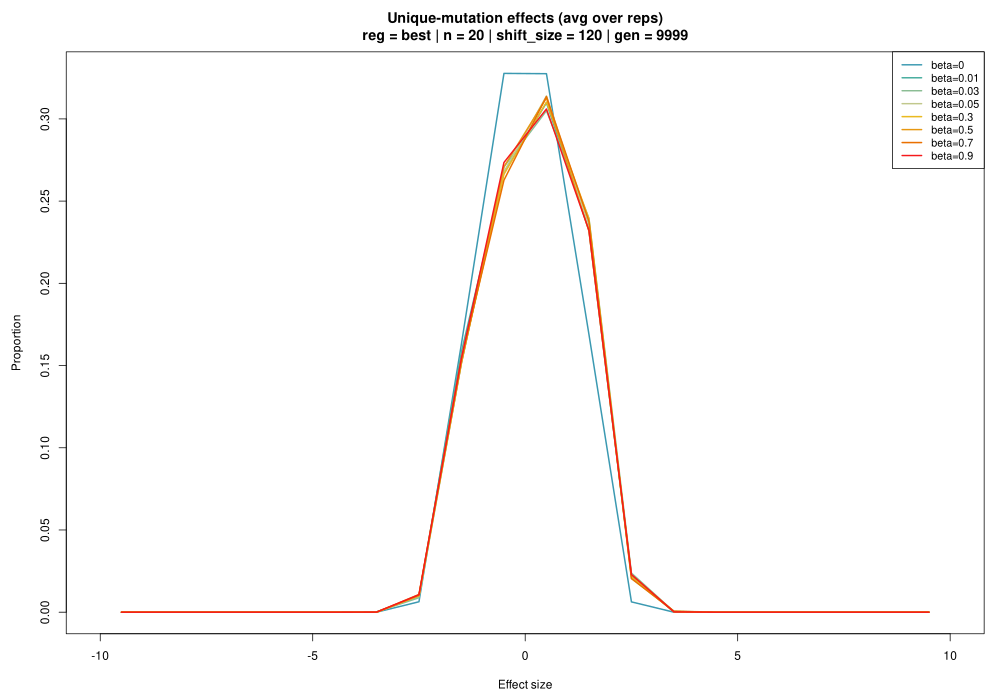 Unique-mutation effects (avg over reps)
reg = best | n = 20 | shift_size = 120 | gen = 9999
beta=0
beta=0.01
beta=0.03
beta=0.05
beta=0.3
beta=0.5
beta=0.7
beta=0.9
Proportion
0.30
0.25
0.20
0.15
0.10
0.05
0.00
-10
-5
0
5
10
Effect size